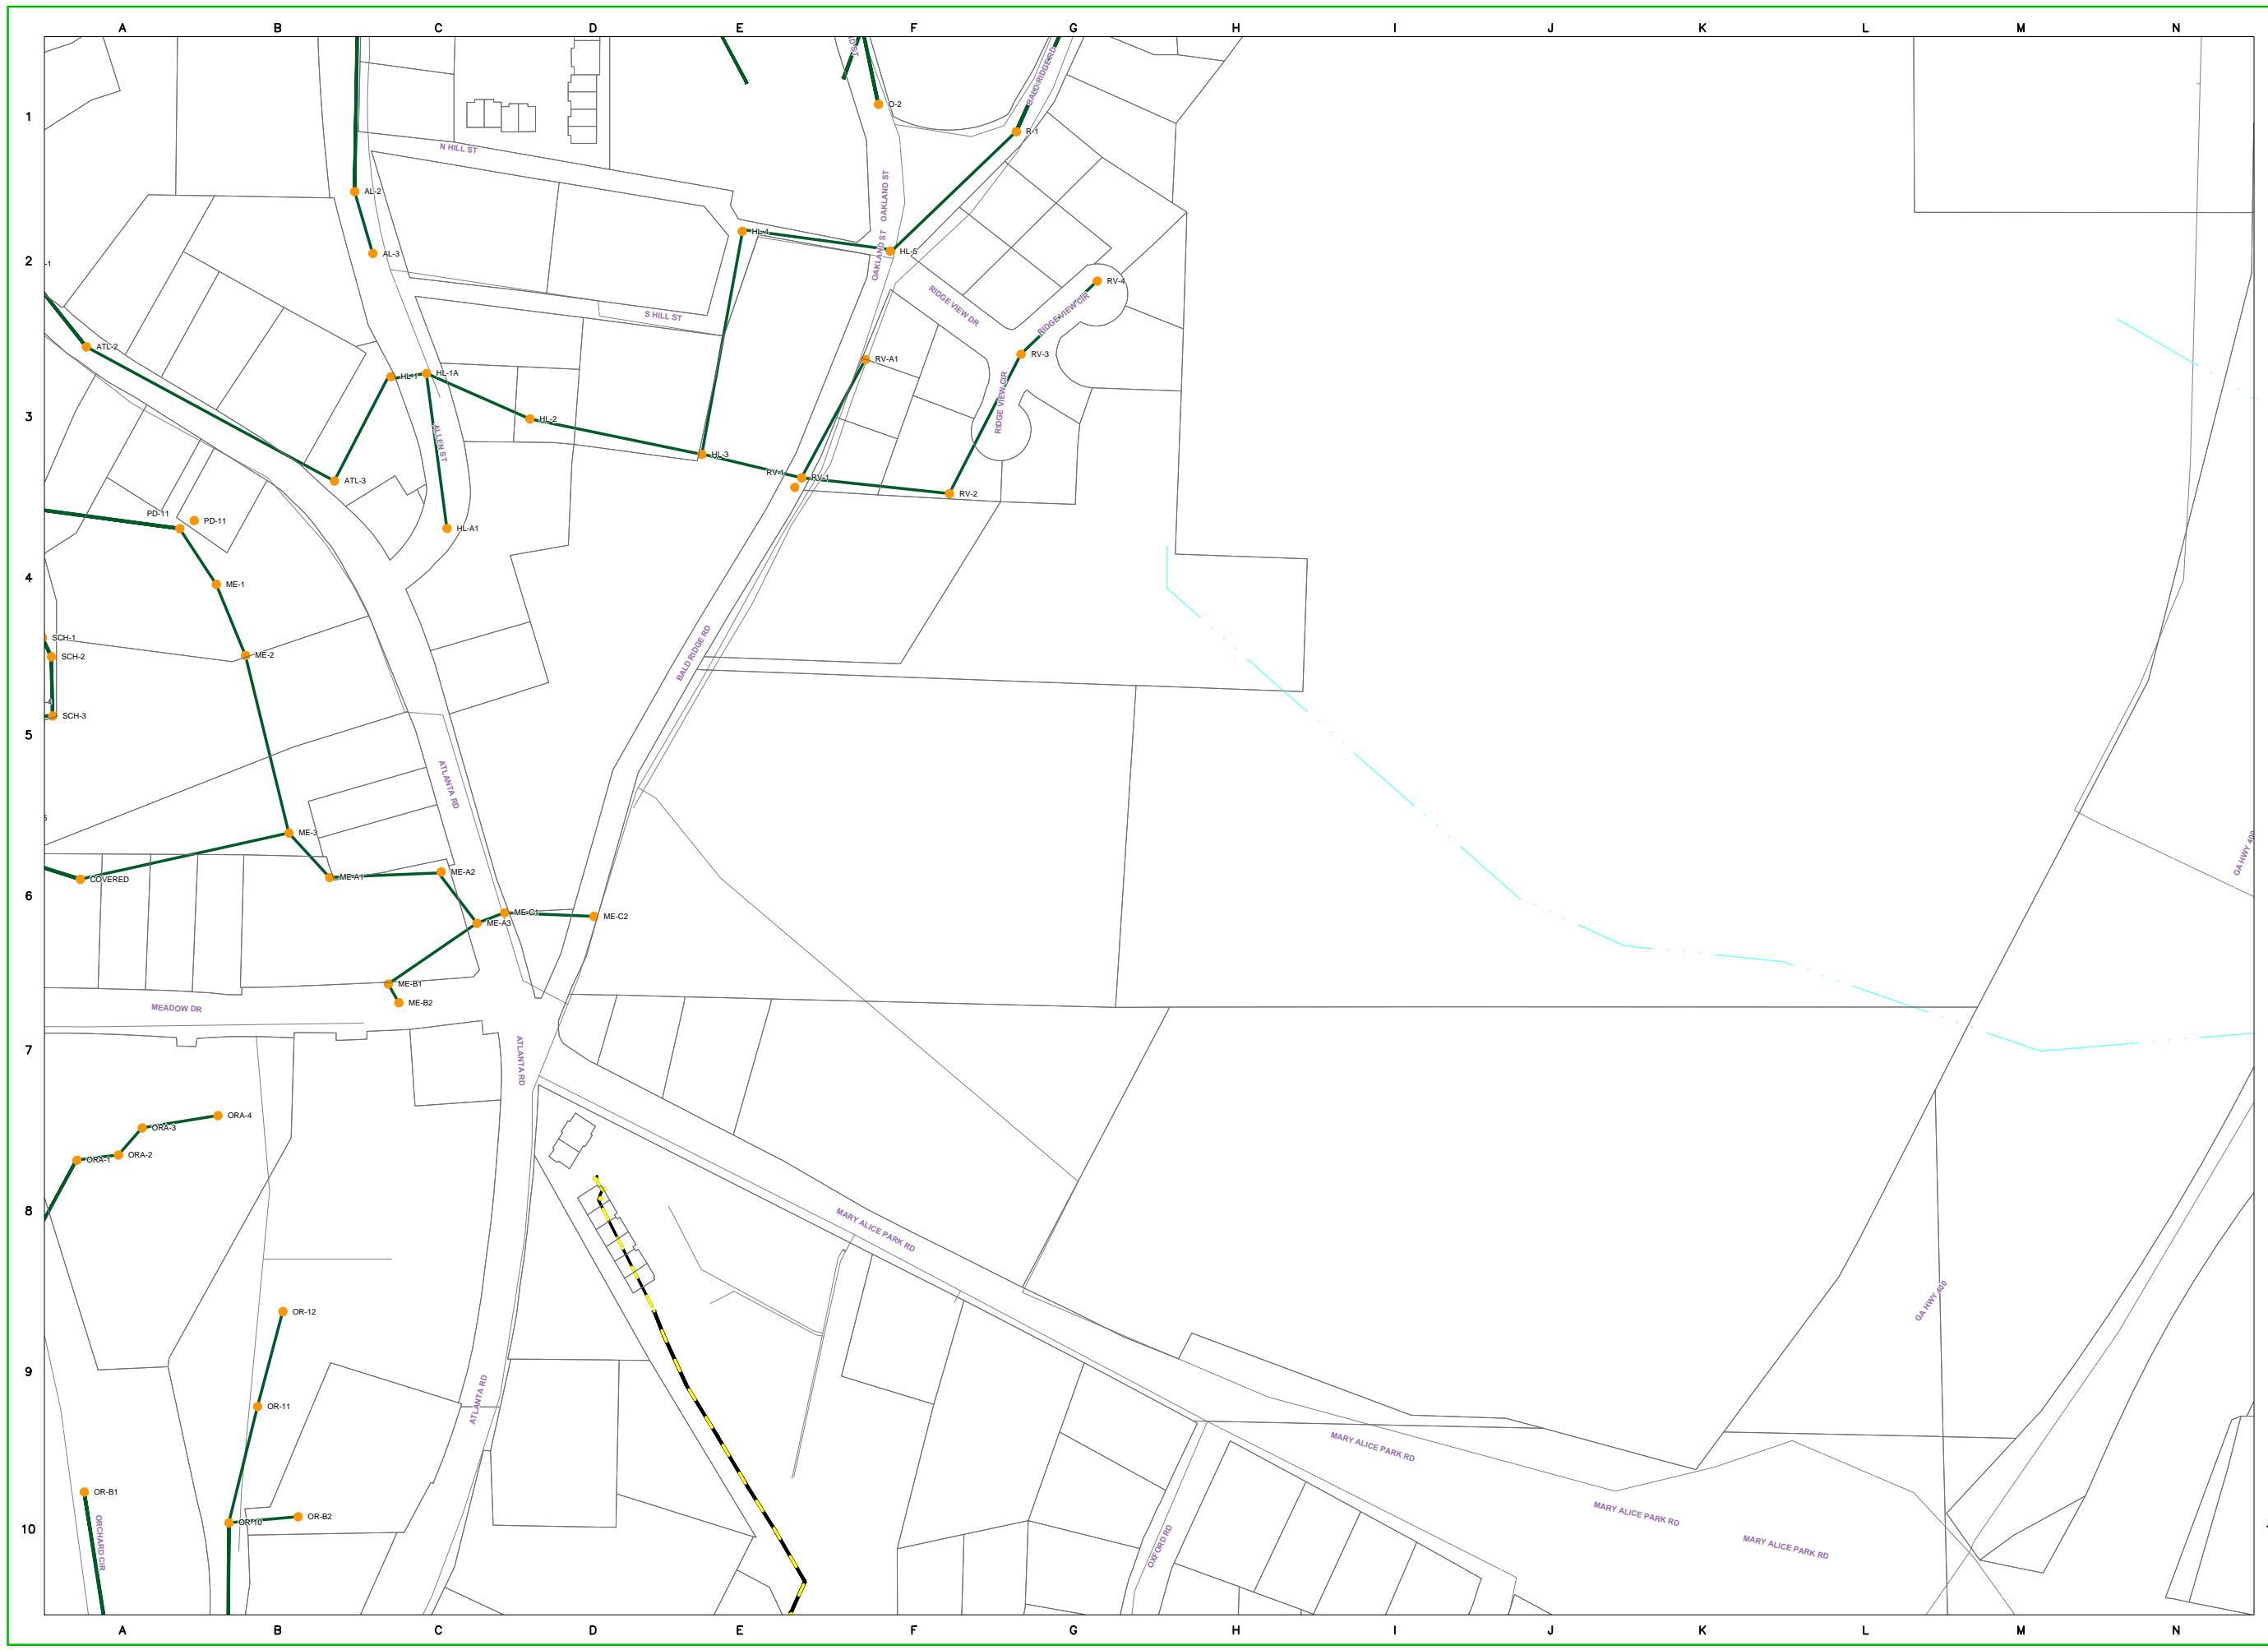 A B C D E F G H I J K L M N
BALD RIDGE RD
1
O-2
R-1
N HILL ST
AL-2
OAKLAND ST
HL-4
OAKLAND ST
HL-5
AL-3
2
-1
RV-4
RIDGE VIEW DR
RIDGE VIEW CIR
S HILL ST
ATL-2
RV-3
RV-A1
HL-1
HL-1A
RIDGE VIEW CIR
3
HL-2
ALLEN ST
HL-3
RV-1
RV-1
ATL-3
RV-2
PD-11
PD-11
HL-A1
4
ME-1
SCH-1
BALD RIDGE RD
SCH-2
ME-2
-4
SCH-3
5
ATLANTA RD
ME-3
GA HWY 400
COVERED
ME-A1
ME-A2
6
ME-C1
ME-C2
ME-A3
ME-B1
ME-B2
MEADOW DR
7
ATLANTA RD
ORA-4
ORA-3
ORA-2
ORA-1
8
MARY ALICE PARK RD
OR-12
GA HWY 400
9
ATLANTA RD
OR-11
MARY ALICE PARK RD
OR-B1
MARY ALICE PARK RD
OR-B2
OR-10
10
ORCHARD CIR
OXFORD RD
MARY ALICE PARK RD
A B C D E F G H I J K L M N